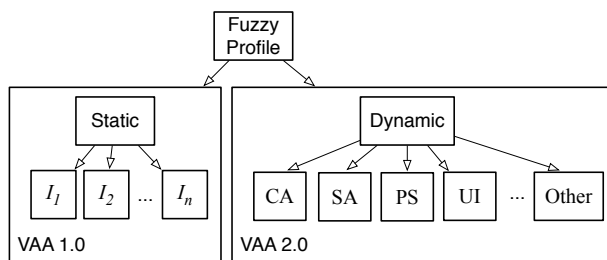 Fuzzy
Profile
Static
Dynamic
I1 I2 ... In
CA SA PS UI ... Other
VAA 1.0
VAA 2.0